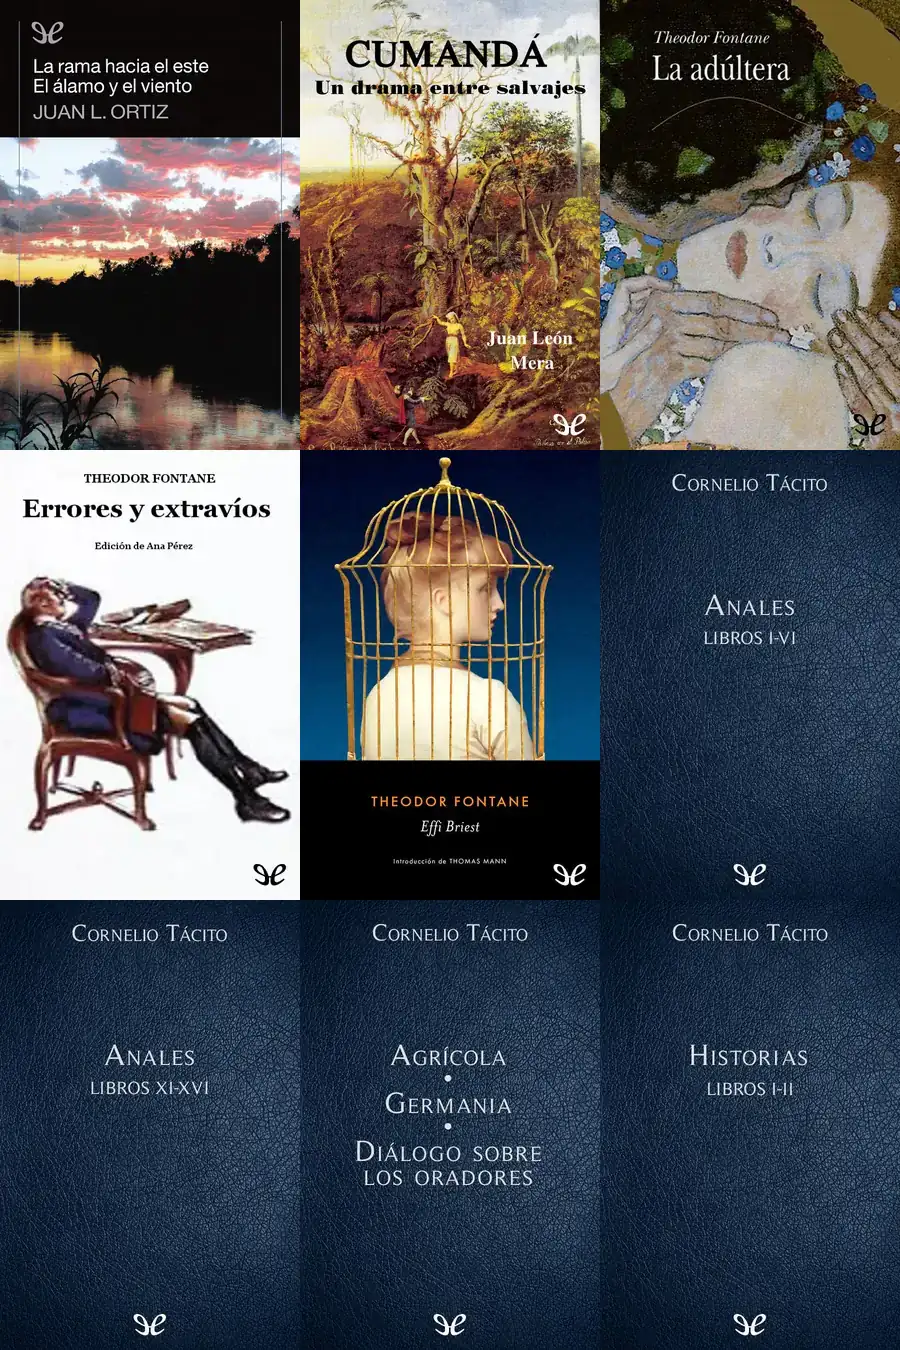 La rama hacia el este
El álamo y el viento
JUAN L. ORTIZ
CUMANDÁ
Un drama entre salvajes
Juan León
Mera
Theodor Fontane
La adúltera
THEODOR FONTANE
Errores y extravíos
Edición de Ana Pérez
THEODOR FONTANE
Effi Briest
Introducción de THOMAS MANN
CORNELIO TÁCITO
ANALES
LIBROS I-VI
CORNELIO TÁCITO
ANALES
LIBROS XI-XVI
CORNELIO TÁCITO
AGRÍCOLA
•
GERMANIA
•
DIÁLOGO SOBRE
LOS ORADORES
CORNELIO TÁCITO
HISTORIAS
LIBROS I-II